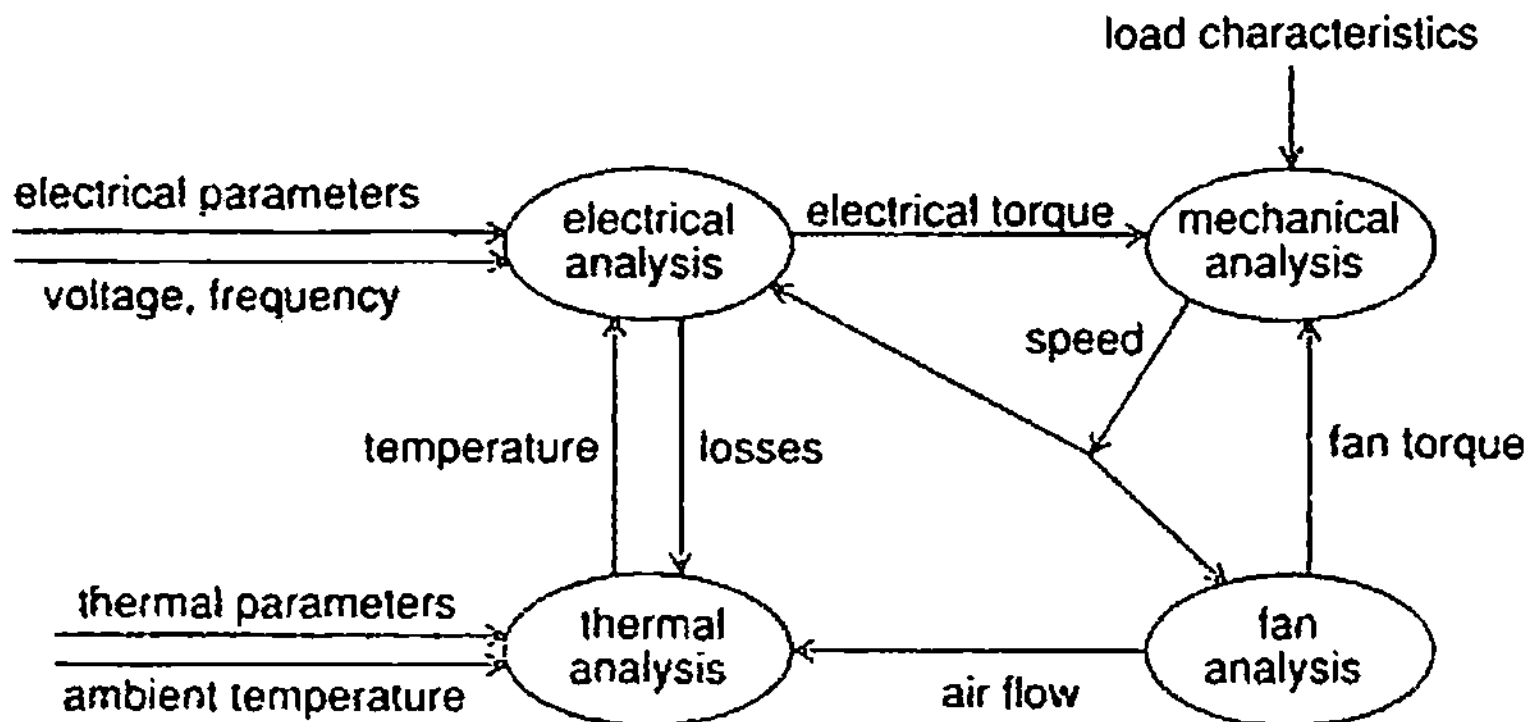 load characteristics
electrical parameters
electrical
analysis
electrical torque
mechanical
analysis
voltage, frequency
speed
temperature
losses
fan torque
thermal parameters
thermal
analysis
fan
analysis
ambient temperature
air flow